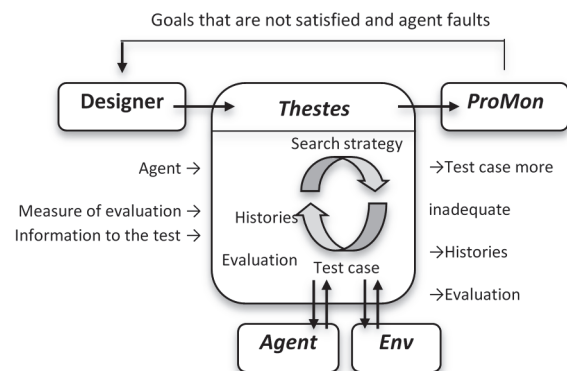 Goals that are not satisfied and agent faults
Designer
Thestes
ProMon
Search strategy
Agent →
→Test case more
Measure of evaluation →
Histories
inadequate
Information to the test →
Evaluation
→Histories
Test case
→Evaluation
Agent
Env